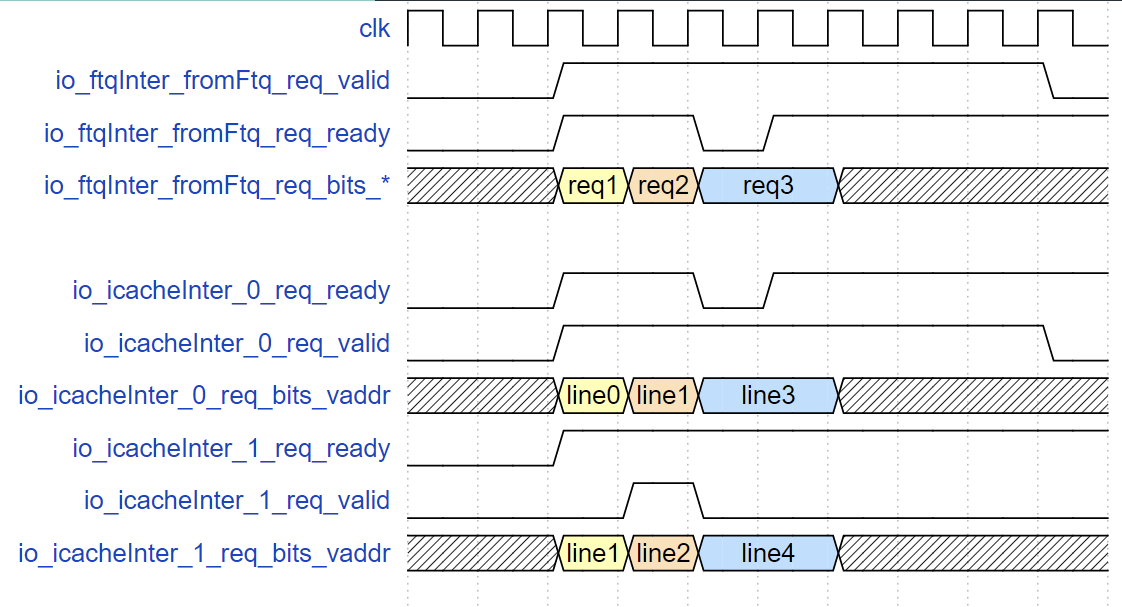 clk
io_ftqInter_fromFtq_req_valid
io_ftqInter_fromFtq_req_ready
io_ftqInter_fromFtq_req_bits_* req1 req2 req3
io_icacheInter_0_req_ready
io_icacheInter_0_req_valid
io_icacheInter_0_req_bits_vaddr line0 line1 line3
io_icacheInter_1_req_ready
io_icacheInter_1_req_valid
io_icacheInter_1_req_bits_vaddr line1 line2 line4